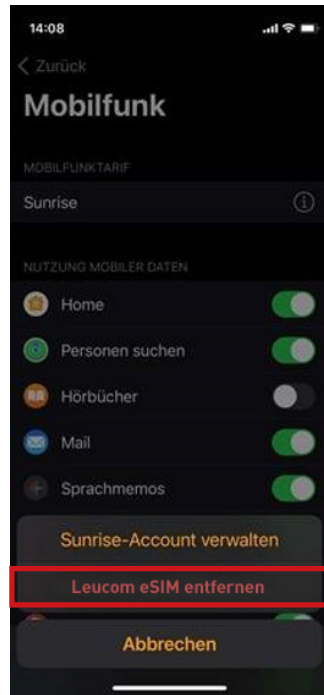 14:08
Zurück
Mobilfunk
MOBILFUNKTARIF
Sunrise
NUTZUNG MOBILER DATEN
Home
Personen suchen
Hörbücher
Mail
Sprachmemos
Sunrise-Account verwalten
Leucom eSIM entfernen
Abbrechen